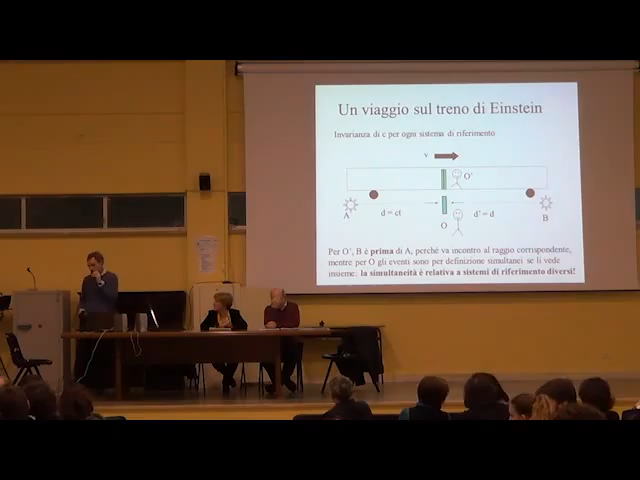 Un viaggio sul treno di Einstein
Invarianza di c per ogni sistema di riferimento
v
O'
A
d = ct
d' = d
B
O
Per O', B è prima di A, perché va incontro al raggio corrispondente,
mentre per O gli eventi sono per definizione simultanei se li vede
insieme: la simultaneità è relativa a sistemi di riferimento diversi!